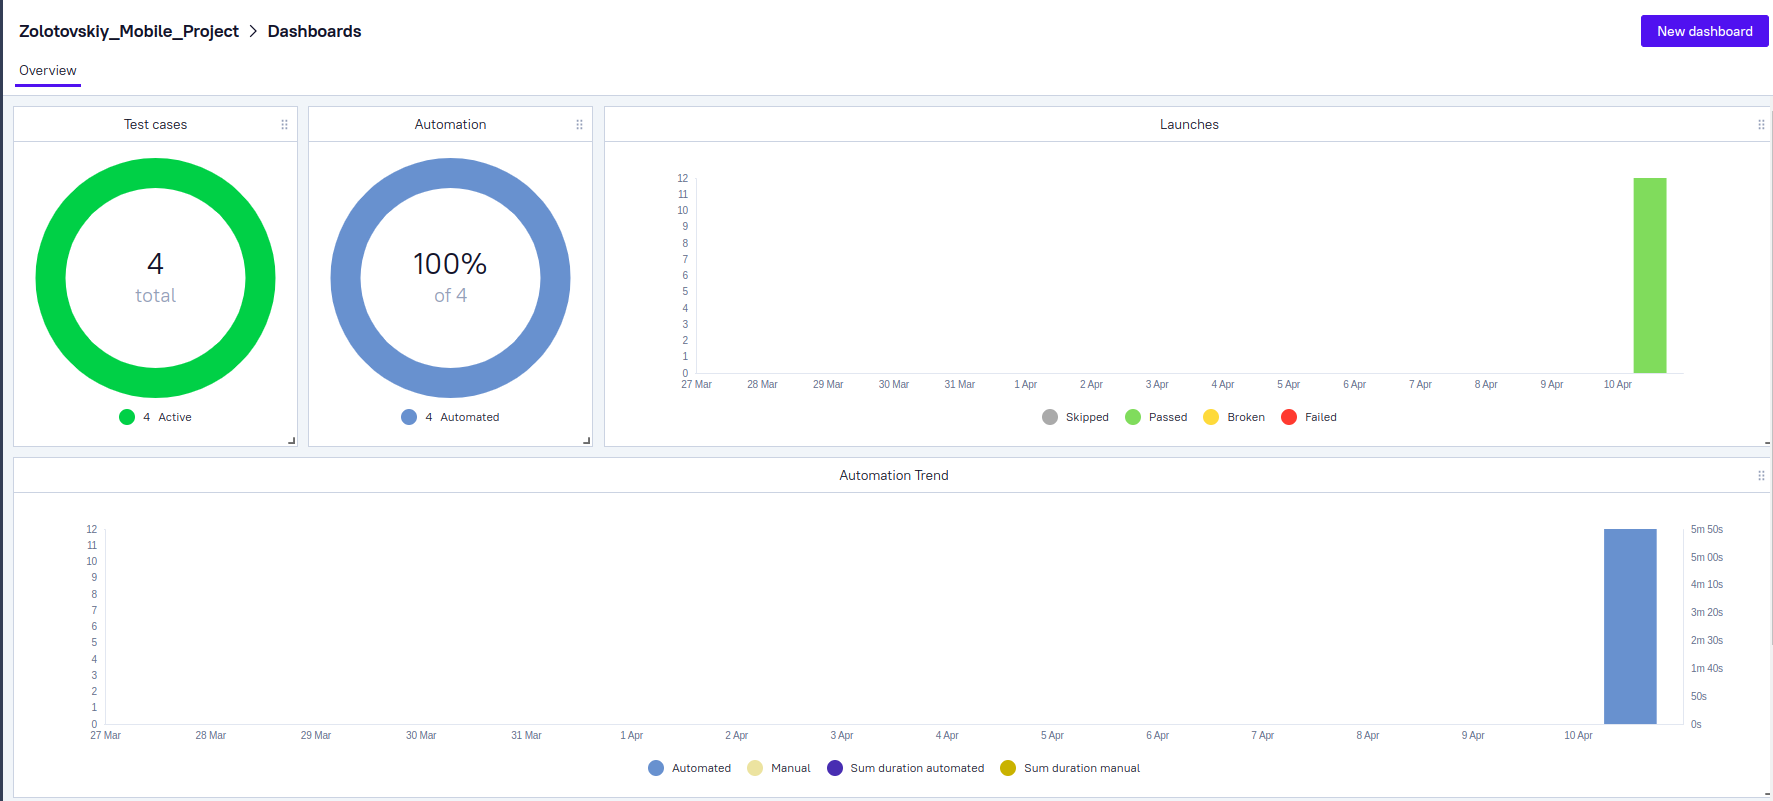 Zolotovskiy_Mobile_Project > Dashboards
New dashboard
Overview
Test cases
4
total
4 Active
Automation
100%
of 4
4 Automated
Launches
12
11
10
9
8
7
6
5
4
3
2
1
0
27 Mar 28 Mar 29 Mar 30 Mar 31 Mar 1 Apr 2 Apr 3 Apr 4 Apr 5 Apr 6 Apr 7 Apr 8 Apr 9 Apr 10 Apr
Skipped Passed Broken Failed
Automation Trend
12
11
10
9
8
7
6
5
4
3
2
1
0
5m 50s
5m 00s
4m 10s
3m 20s
2m 30s
1m 40s
50s
0s
27 Mar 28 Mar 29 Mar 30 Mar 31 Mar 1 Apr 2 Apr 3 Apr 4 Apr 5 Apr 6 Apr 7 Apr 8 Apr 9 Apr 10 Apr
Automated Manual Sum duration automated Sum duration manual